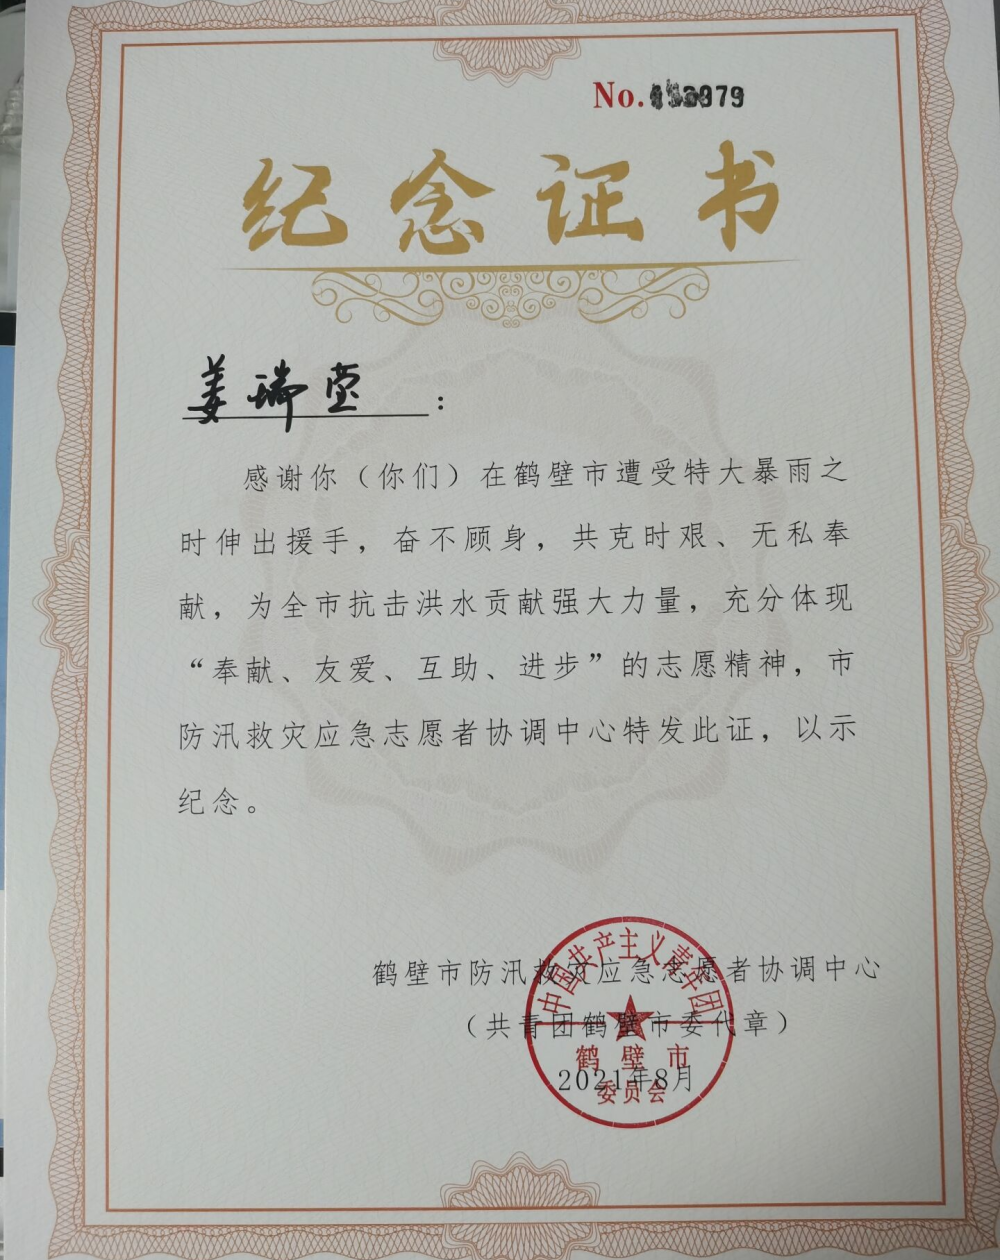 No.
纪念证书
姜瑞莹：
感谢你（你们）在鹤壁市遭受特大暴雨之
时伸出援手，奋不顾身，共克时艰、无私奉
献，为全市抗击洪水贡献强大力量，充分体现
“奉献、友爱、互助、进步”的志愿精神，市
防汛救灾应急志愿者协调中心特发此证，以示
纪念。
鹤壁市防汛救灾应急志愿者协调中心
（共青团鹤壁市委代章）
2021年8月
中国共产主义青年团
鹤壁市
委员会